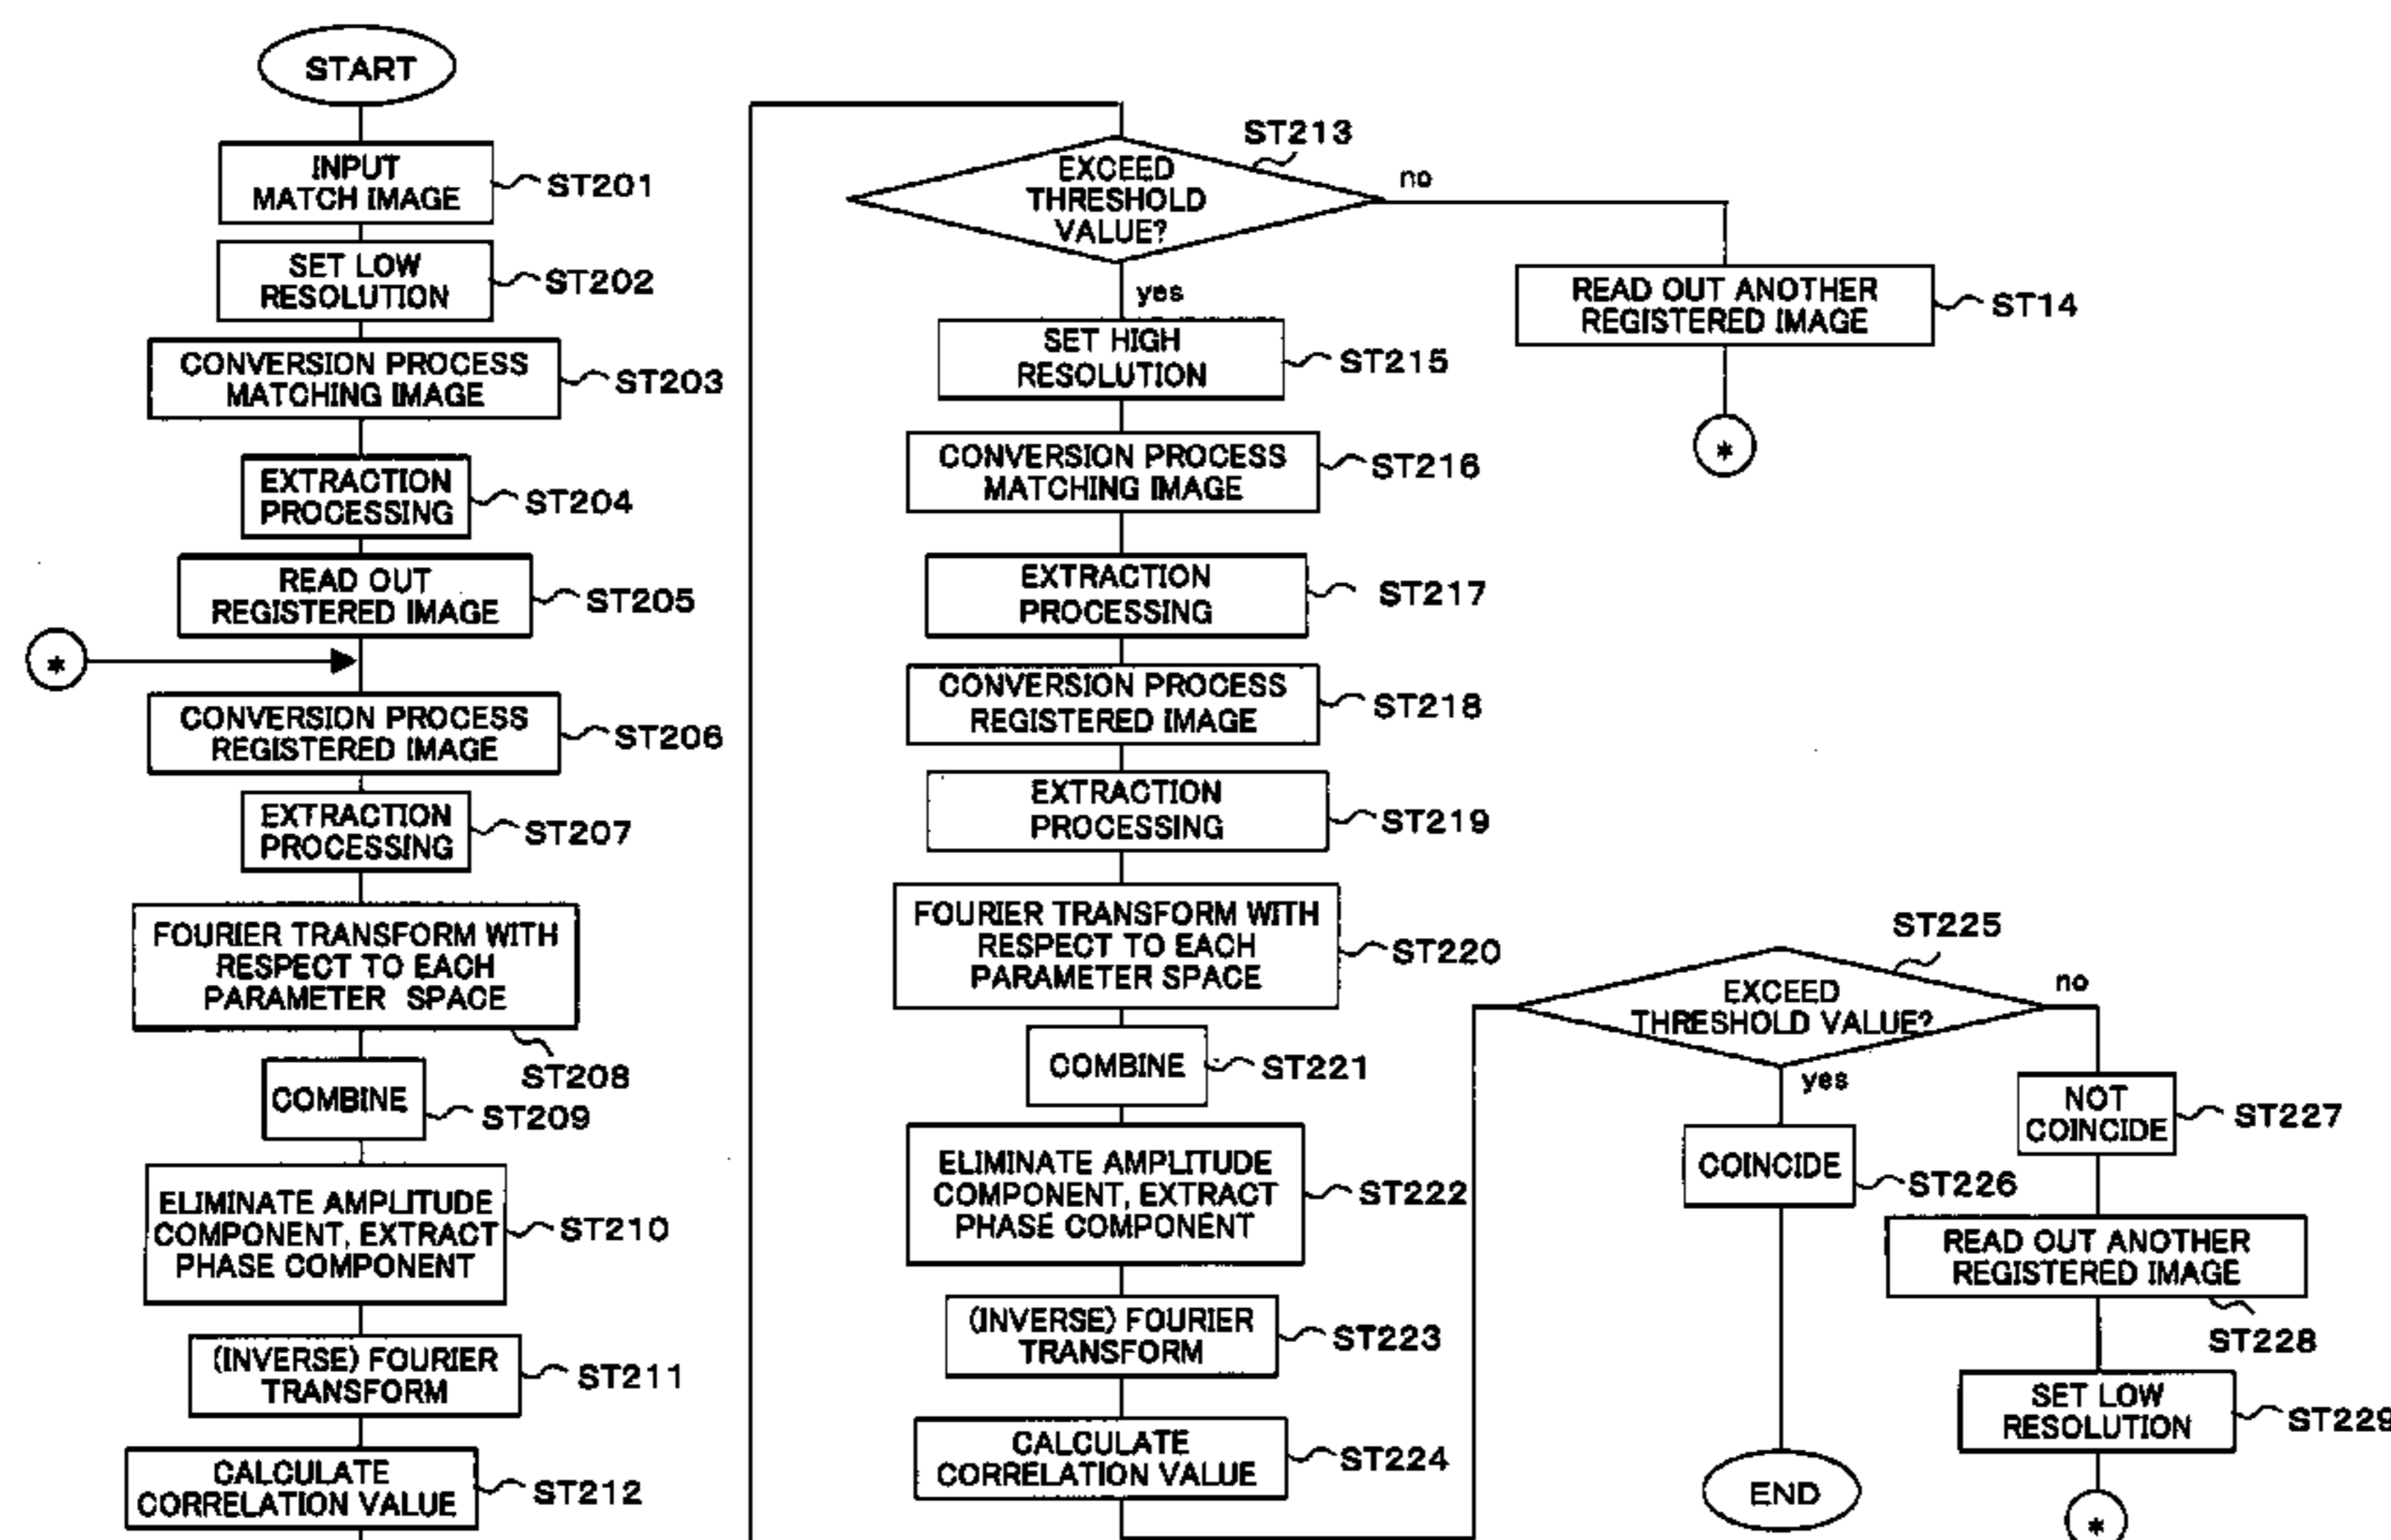 START
INPUT
MATCH IMAGE
ST201
SET LOW
RESOLUTION
ST202
CONVERSION PROCESS
MATCHING IMAGE
ST203
EXTRACTION
PROCESSING
ST204
READ OUT
REGISTERED IMAGE
ST205
*
CONVERSION PROCESS
REGISTERED IMAGE
ST206
EXTRACTION
PROCESSING
ST207
FOURIER TRANSFORM WITH
RESPECT TO EACH
PARAMETER SPACE
ST208
COMBINE
ST209
ELIMINATE AMPLITUDE
COMPONENT, EXTRACT
PHASE COMPONENT
ST210
(INVERSE) FOURIER
TRANSFORM
ST211
CALCULATE
CORRELATION VALUE
ST212
ST213
EXCEED
THRESHOLD
VALUE?
no
yes
READ OUT ANOTHER
REGISTERED IMAGE
ST14
*
SET HIGH
RESOLUTION
ST215
CONVERSION PROCESS
MATCHING IMAGE
ST216
EXTRACTION
PROCESSING
ST217
CONVERSION PROCESS
REGISTERED IMAGE
ST218
EXTRACTION
PROCESSING
ST219
FOURIER TRANSFORM WITH
RESPECT TO EACH
PARAMETER SPACE
ST220
COMBINE
ST221
ELIMINATE AMPLITUDE
COMPONENT, EXTRACT
PHASE COMPONENT
ST222
(INVERSE) FOURIER
TRANSFORM
ST223
CALCULATE
CORRELATION VALUE
ST224
ST225
EXCEED
THRESHOLD VALUE?
no
yes
COINCIDE
ST226
END
NOT
COINCIDE
ST227
READ OUT ANOTHER
REGISTERED IMAGE
ST228
SET LOW
RESOLUTION
ST229
*